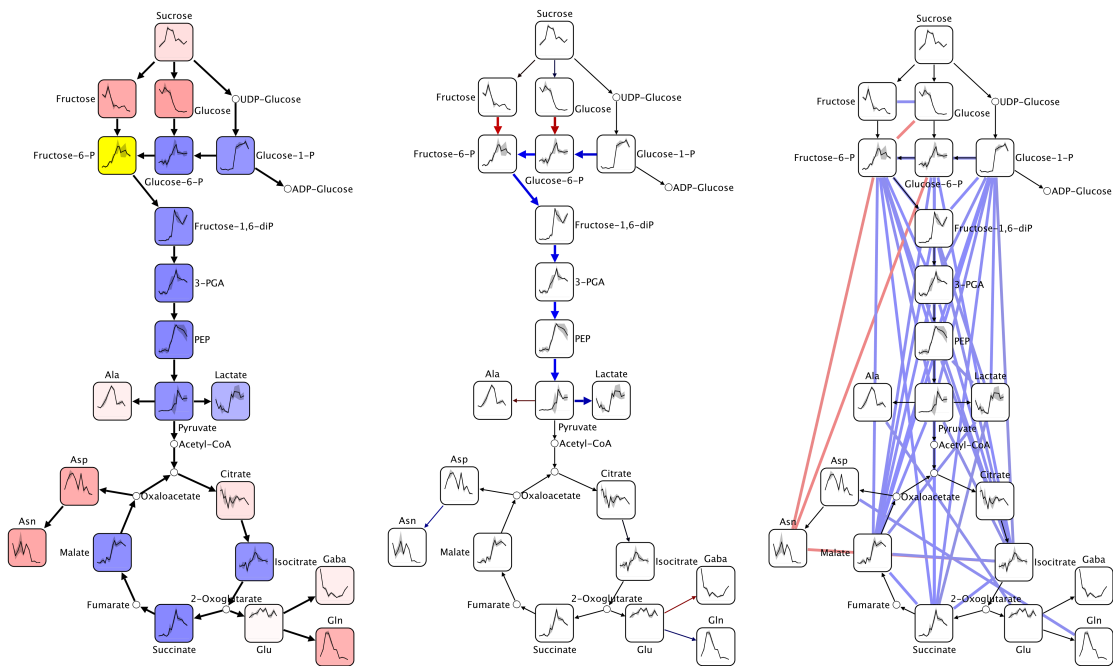 Sucrose
Fructose
Glucose
UDP-Glucose
Fructose-6-P
Glucose-1-P
Glucose-6-P
ADP-Glucose
Fructose-1,6-diP
3-PGA
PEP
Ala
Lactate
Pyruvate
Acetyl-CoA
Asp
Citrate
Oxaloacetate
Asn
Malate
Isocitrate
Gaba
2-Oxoglutarate
Fumarate
Gln
Succinate
Glu
Sucrose
Fructose
Glucose
UDP-Glucose
Fructose-6-P
Glucose-1-P
Glucose-6-P
ADP-Glucose
Fructose-1,6-diP
3-PGA
PEP
Ala
Lactate
Pyruvate
Acetyl-CoA
Asp
Citrate
Oxaloacetate
Asn
Malate
Isocitrate
Gaba
2-Oxoglutarate
Fumarate
Gln
Succinate
Glu
Sucrose
Fructose
Glucose
UDP-Glucose
Fructose-6-P
Glucose-1-P
Glucose-6-P
ADP-Glucose
Fructose-1,6-diP
3-PGA
PEP
Ala
Lactate
Pyruvate
Acetyl-CoA
Asp
Citrate
Oxaloacetate
Asn
Malate
Isocitrate
Gaba
2-Oxoglutarate
Fumarate
Gln
Succinate
Glu